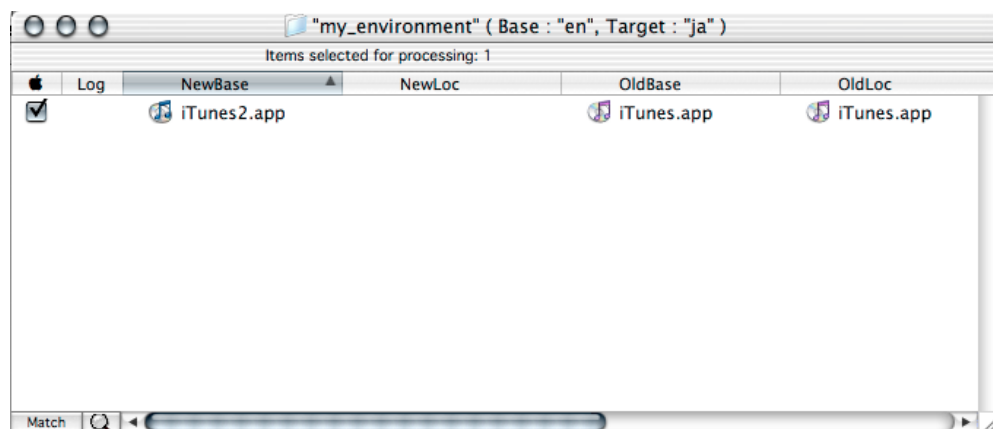 "my_environment" ( Base : "en", Target : "ja" )
Items selected for processing: 1
Log NewBase NewLoc OldBase OldLoc
iTunes2.app iTunes.app iTunes.app
Match